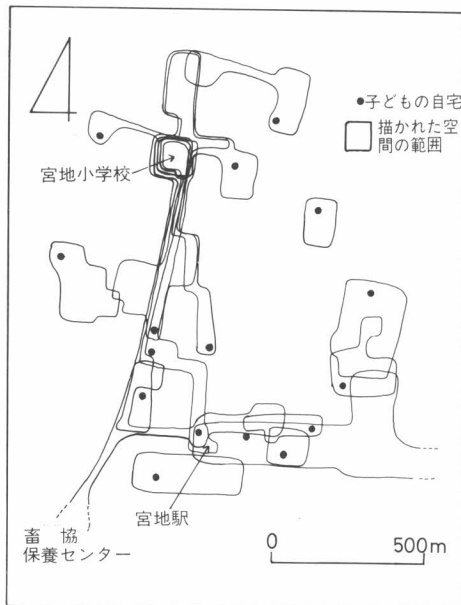 ●子どもの自宅
描かれた空
間の範囲
宮地小学校
宮地駅
畜 協
保養センター
0 500m